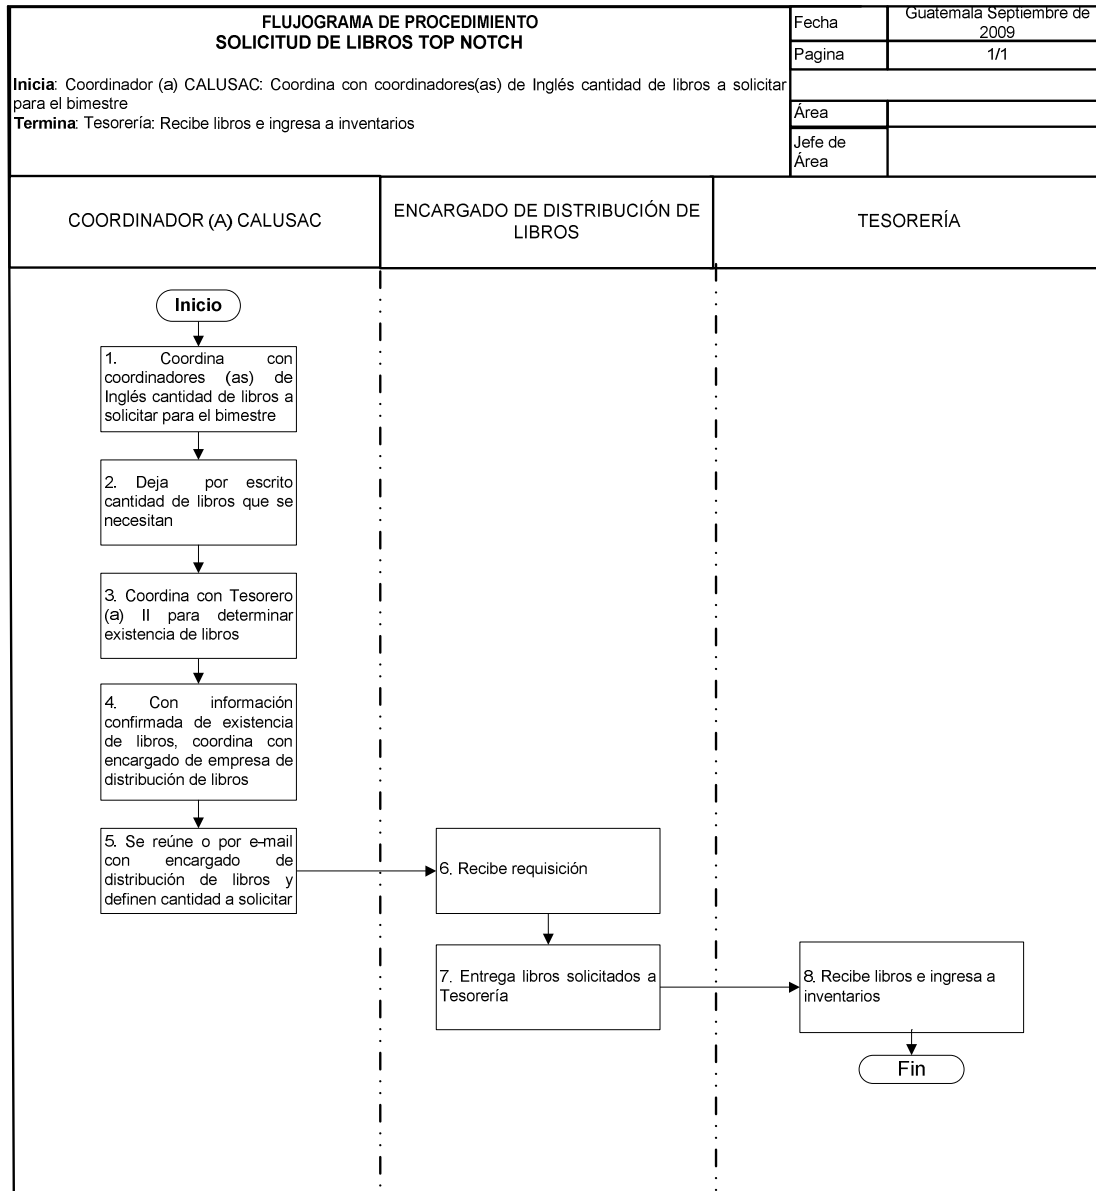 FLUJOGRAMA DE PROCEDIMIENTO
SOLICITUD DE LIBROS TOP NOTCH
Inicia: Coordinador (a) CALUSAC: Coordina con coordinadores(as) de Inglés cantidad de libros a solicitar
para el bimestre
Termina: Tesorería: Recibe libros e ingresa a inventarios
Fecha
Guatemala Septiembre de
2009
Pagina
1/1
Área
Jefe de
Área
COORDINADOR (A) CALUSAC
ENCARGADO DE DISTRIBUCIÓN DE
LIBROS
TESORERÍA
Inicio
1. Coordina con
coordinadores (as) de
Inglés cantidad de libros a
solicitar para el bimestre
2. Deja por escrito
cantidad de libros que se
necesitan
3. Coordina con Tesorero
(a) II para determinar
existencia de libros
4. Con información
confirmada de existencia
de libros, coordina con
encargado de empresa de
distribución de libros
5. Se reúne o por e-mail
con encargado de
distribución de libros y
definen cantidad a solicitar
6. Recibe requisición
7. Entrega libros solicitados a
Tesorería
8. Recibe libros e ingresa a
inventarios
Fin